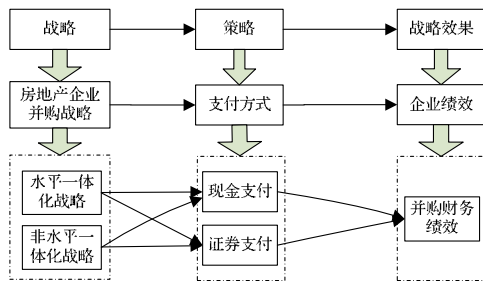 战略
策略
战略效果
房地产企业
并购战略
支付方式
企业绩效
水平一体
化战略
现金支付
并购财务
绩效
非水平一
体化战略
证券支付